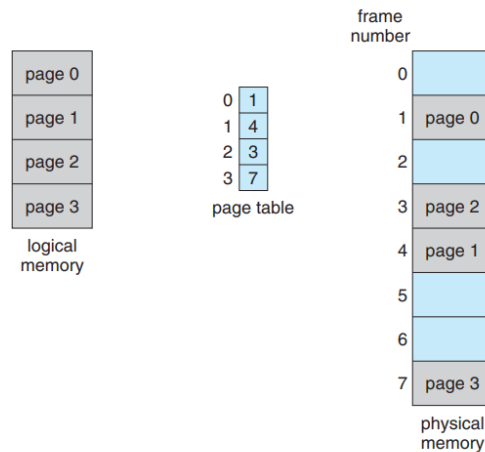 page 0
page 1
page 2
page 3
logical
memory
0 1
1 4
2 3
3 7
page table
frame
number
0
1 page 0
2
3 page 2
4 page 1
5
6
7 page 3
physical
memory